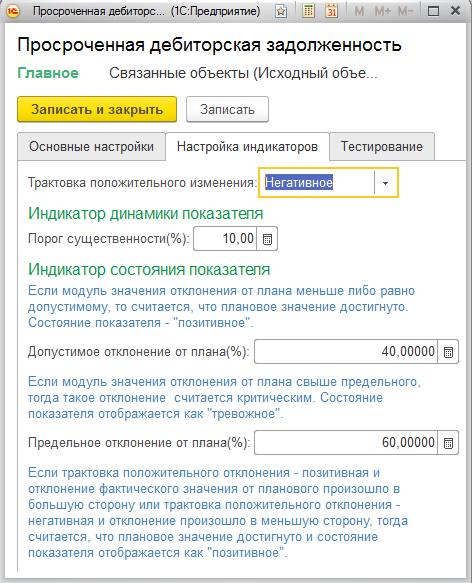 Просроченная дебиторс... (1С:Предприятие)
M M+ M-
Просроченная дебиторская задолженность
Главное Связанные объекты (Исходный объе...
Записать и закрыть Записать
Основные настройки Настройка индикаторов Тестирование
Трактовка положительного изменения: Негативное
Индикатор динамики показателя
Порог существенности(%): 10,00
Индикатор состояния показателя
Если модуль значения отклонения от плана меньше либо равно
допустимому, то считается, что плановое значение достигнуто.
Состояние показателя - "позитивное".
Допустимое отклонение от плана(%): 40,00000
Если модуль значения отклонения от плана свыше предельного,
тогда такое отклонение считается критическим. Состояние
показателя отображается как "тревожное".
Предельное отклонение от плана(%): 60,00000
Если трактовка положительного отклонения - позитивная и
отклонение фактического значения от планового произошло в
большую сторону или трактовка положительного отклонения -
негативная и отклонение произошло в меньшую сторону, тогда
считается, что плановое значение достигнуто и состояние
показателя отображается как "позитивное".